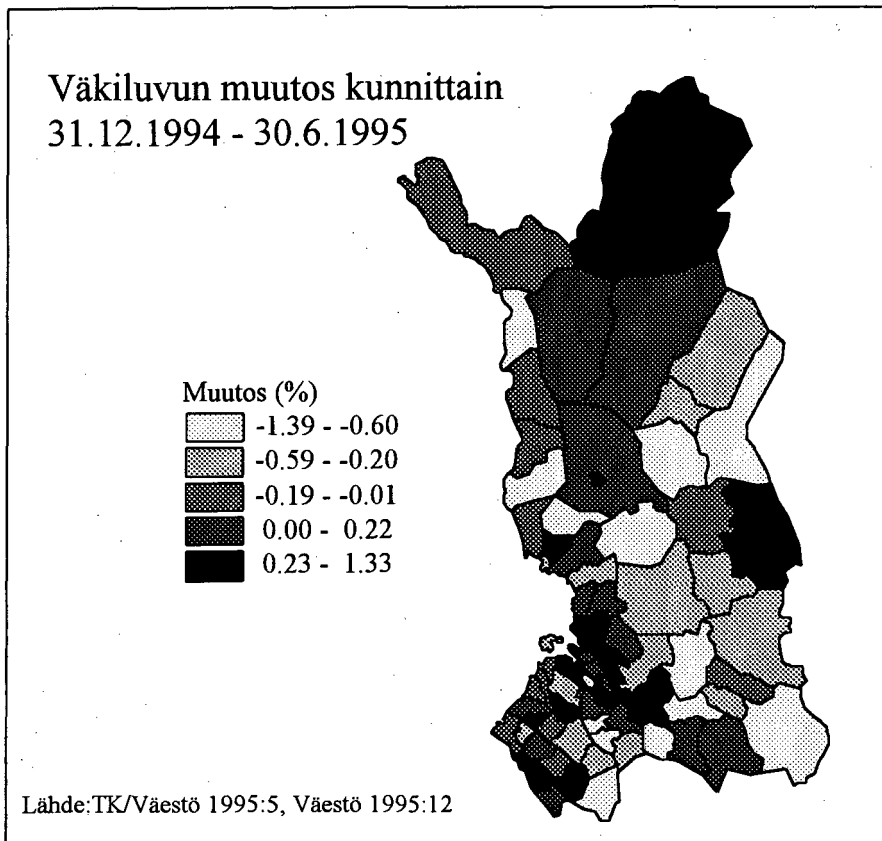 Väkiluvun muutos kunnittain
31.12.1994 - 30.6.1995
Muutos (%)
-1.39 - -0.60
-0.59 - -0.20
-0.19 - -0.01
0.00 - 0.22
0.23 - 1.33
Lähde:TK/Väestö 1995:5, Väestö 1995:12